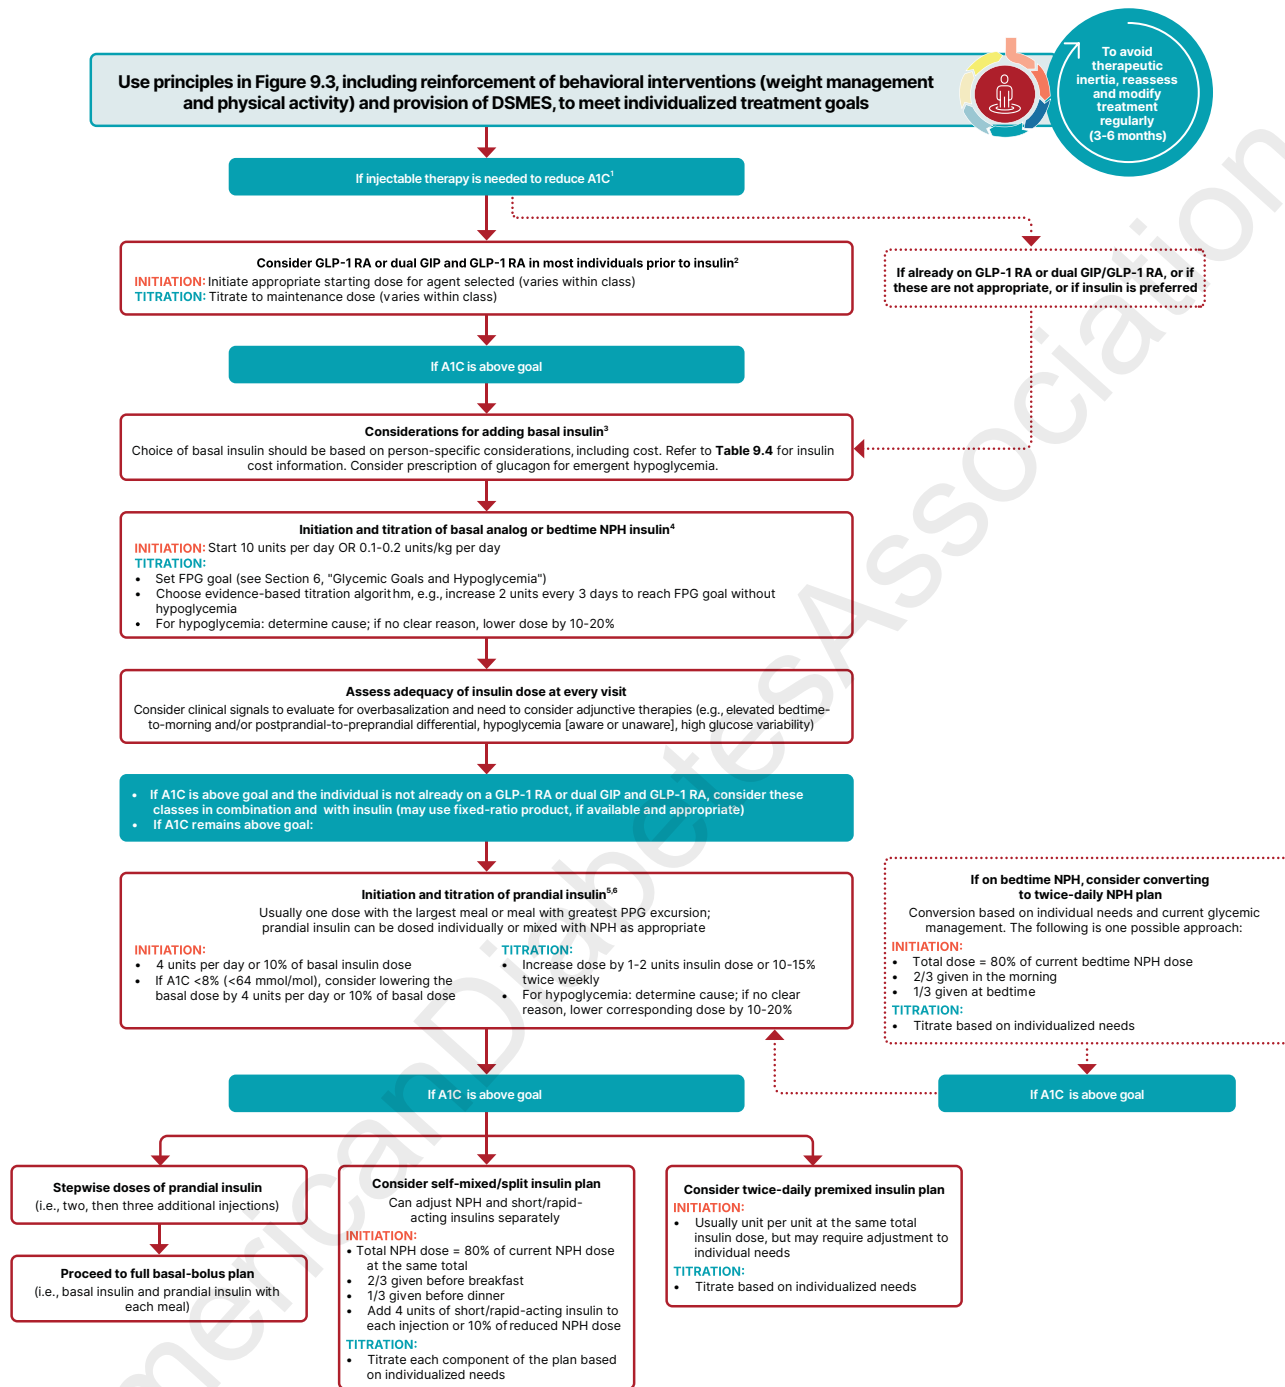 Use principles in Figure 9.3, including reinforcement of behavioral interventions (weight management
and physical activity) and provision of DSMES, to meet individualized treatment goals
To avoid
therapeutic
inertia, reassess
and modify
treatment
regularly
(3-6 months)
If injectable therapy is needed to reduce A1C¹
Consider GLP-1 RA or dual GIP and GLP-1 RA in most individuals prior to insulin²
INITIATION: Initiate appropriate starting dose for agent selected (varies within class)
TITRATION: Titrate to maintenance dose (varies within class)
If already on GLP-1 RA or dual GIP/GLP-1 RA, or if
these are not appropriate, or if insulin is preferred
If A1C is above goal
Considerations for adding basal insulin³
Choice of basal insulin should be based on person-specific considerations, including cost. Refer to Table 9.4 for insulin
cost information. Consider prescription of glucagon for emergent hypoglycemia.
Initiation and titration of basal analog or bedtime NPH insulin⁴
INITIATION: Start 10 units per day OR 0.1-0.2 units/kg per day
TITRATION:
• Set FPG goal (see Section 6, "Glycemic Goals and Hypoglycemia")
• Choose evidence-based titration algorithm, e.g., increase 2 units every 3 days to reach FPG goal without
hypoglycemia
• For hypoglycemia: determine cause; if no clear reason, lower dose by 10-20%
Assess adequacy of insulin dose at every visit
Consider clinical signals to evaluate for overbasalization and need to consider adjunctive therapies (e.g., elevated bedtime-
to-morning and/or postprandial-to-preprandial differential, hypoglycemia [aware or unaware], high glucose variability)
• If A1C is above goal and the individual is not already on a GLP-1 RA or dual GIP and GLP-1 RA, consider these
classes in combination and with insulin (may use fixed-ratio product, if available and appropriate)
• If A1C remains above goal:
Initiation and titration of prandial insulin⁵,⁶
Usually one dose with the largest meal or meal with greatest PPG excursion;
prandial insulin can be dosed individually or mixed with NPH as appropriate
INITIATION:
• 4 units per day or 10% of basal insulin dose
• If A1C <8% (<64 mmol/mol), consider lowering the
basal dose by 4 units per day or 10% of basal dose
TITRATION:
• Increase dose by 1-2 units insulin dose or 10-15%
twice weekly
• For hypoglycemia: determine cause; if no clear
reason, lower corresponding dose by 10-20%
If on bedtime NPH, consider converting
to twice-daily NPH plan
Conversion based on individual needs and current glycemic
management. The following is one possible approach:
INITIATION:
• Total dose = 80% of current bedtime NPH dose
• 2/3 given in the morning
• 1/3 given at bedtime
TITRATION:
• Titrate based on individualized needs
If A1C is above goal
If A1C is above goal
Stepwise doses of prandial insulin
(i.e., two, then three additional injections)
Proceed to full basal-bolus plan
(i.e., basal insulin and prandial insulin with
each meal)
Consider self-mixed/split insulin plan
Can adjust NPH and short/rapid-
acting insulins separately
INITIATION:
• Total NPH dose = 80% of current NPH dose
at the same total
• 2/3 given before breakfast
• 1/3 given before dinner
• Add 4 units of short/rapid-acting insulin to
each injection or 10% of reduced NPH dose
TITRATION:
• Titrate each component of the plan based
on individualized needs
Consider twice-daily premixed insulin plan
INITIATION:
• Usually unit per unit at the same total
insulin dose, but may require adjustment to
individual needs
TITRATION:
• Titrate based on individualized needs
mericanDiabetesAssociation